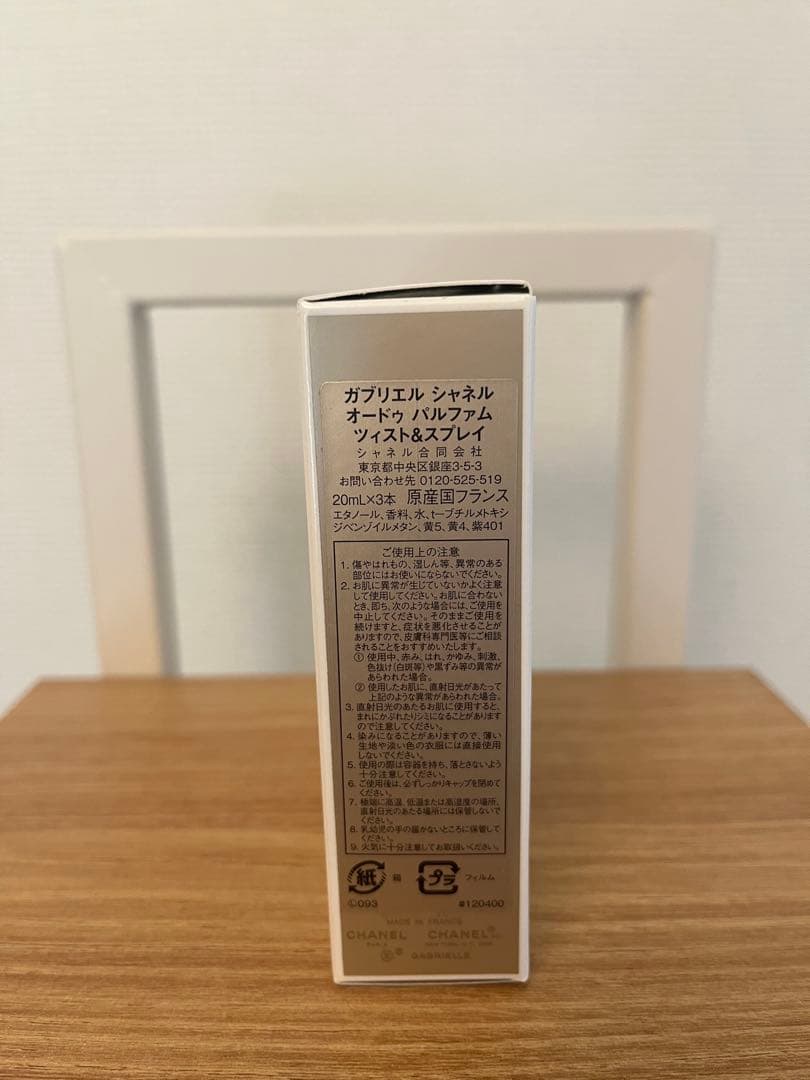 ガブリエル シャネル
オードゥ パルファム
ツィスト&スプレイ
シャネル合同会社
東京都中央区銀座3-5-3
お問い合わせ先 0120-525-519
20mL×3本 原産国フランス
エタノール、香料、水、t-ブチルメトキシ
ジベンゾイルメタン、黄5、黄4、紫401
ご使用上の注意
1. 傷やはれもの、湿しん等、異常のある
部位にはお使いにならないでください。
2. お肌に異常が生じていないかよく注意
して使用してください。お肌に合わない
とき、即ち、次のような場合には、ご使用を
中止してください。そのままご使用を
続けますと、症状を悪化させることが
ありますので、皮膚科専門医等にご相談
されることをおすすめいたします。
① 使用中、赤み、はれ、かゆみ、刺激、
色抜け(白斑等)や黒ずみ等の異常が
あらわれた場合。
② 使用したお肌に、直射日光があたって
上記のような異常があらわれた場合。
3. 直射日光のあたるお肌に使用すると、
まれにかぶれたりシミになることがあります
ので注意してください。
4. 染みになることがありますので、薄い
生地や淡い色の衣服には直接使用
しないでください。
5. 使用の際は容器を持ち、落とさないよう
十分注意してください。
6. ご使用後は、必ずしっかりキャップを閉めて
ください。
7. 極端に高温、低温または高湿度の場所、
直射日光のあたる場所には保管しないで
ください。
8. 乳幼児の手の届かないところに保管して
ください。
9. 火気に十分注意してお取扱いください。
紙 箱 プラ フィルム
Ⓛ093 #120400
MADE IN FRANCE
CHANEL CHANEL®
PARIS
GABRIELLE